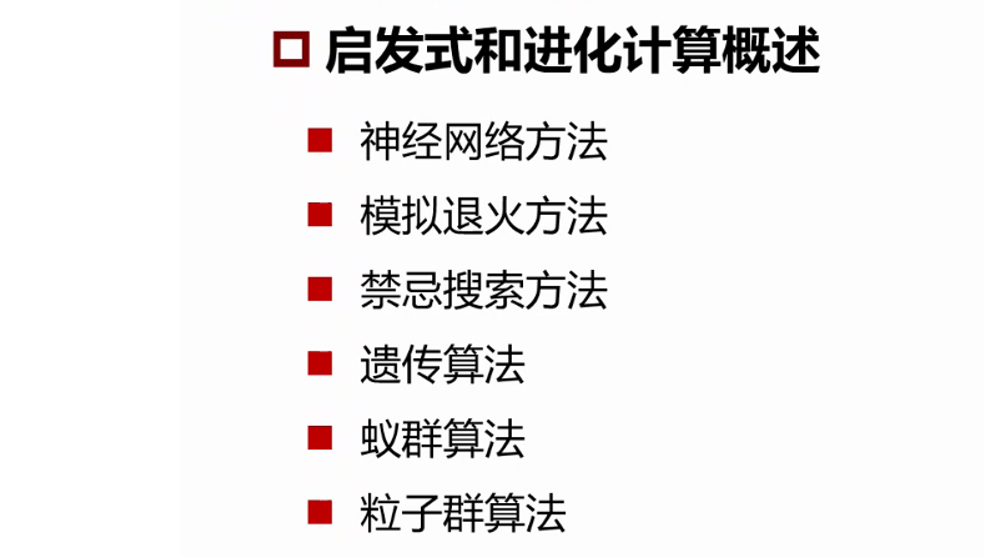 启发式和进化计算概述
神经网络方法
模拟退火方法
禁忌搜索方法
遗传算法
蚁群算法
粒子群算法